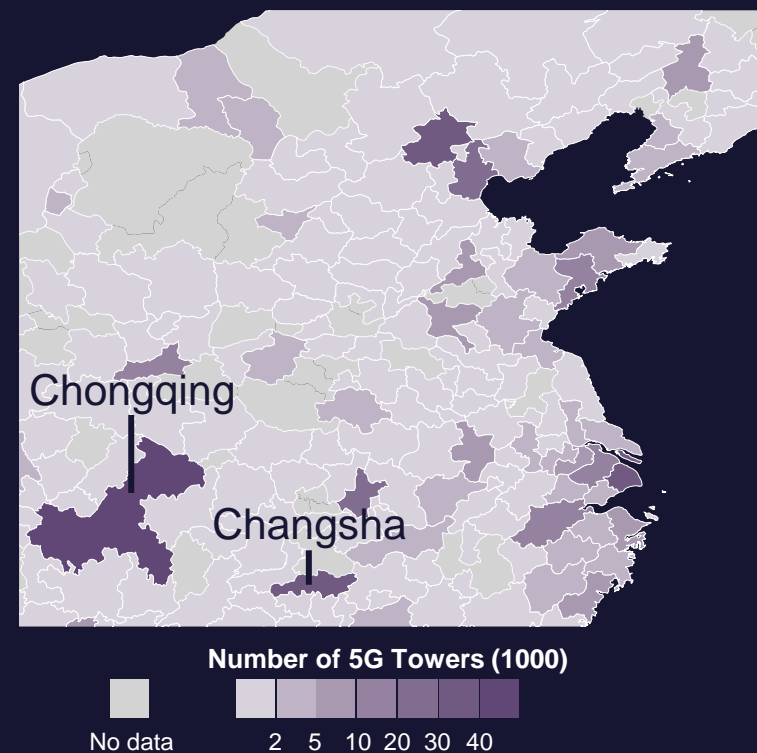 Chongqing
Changsha
Number of 5G Towers (1000)
No data
2 5 10 20 30 40